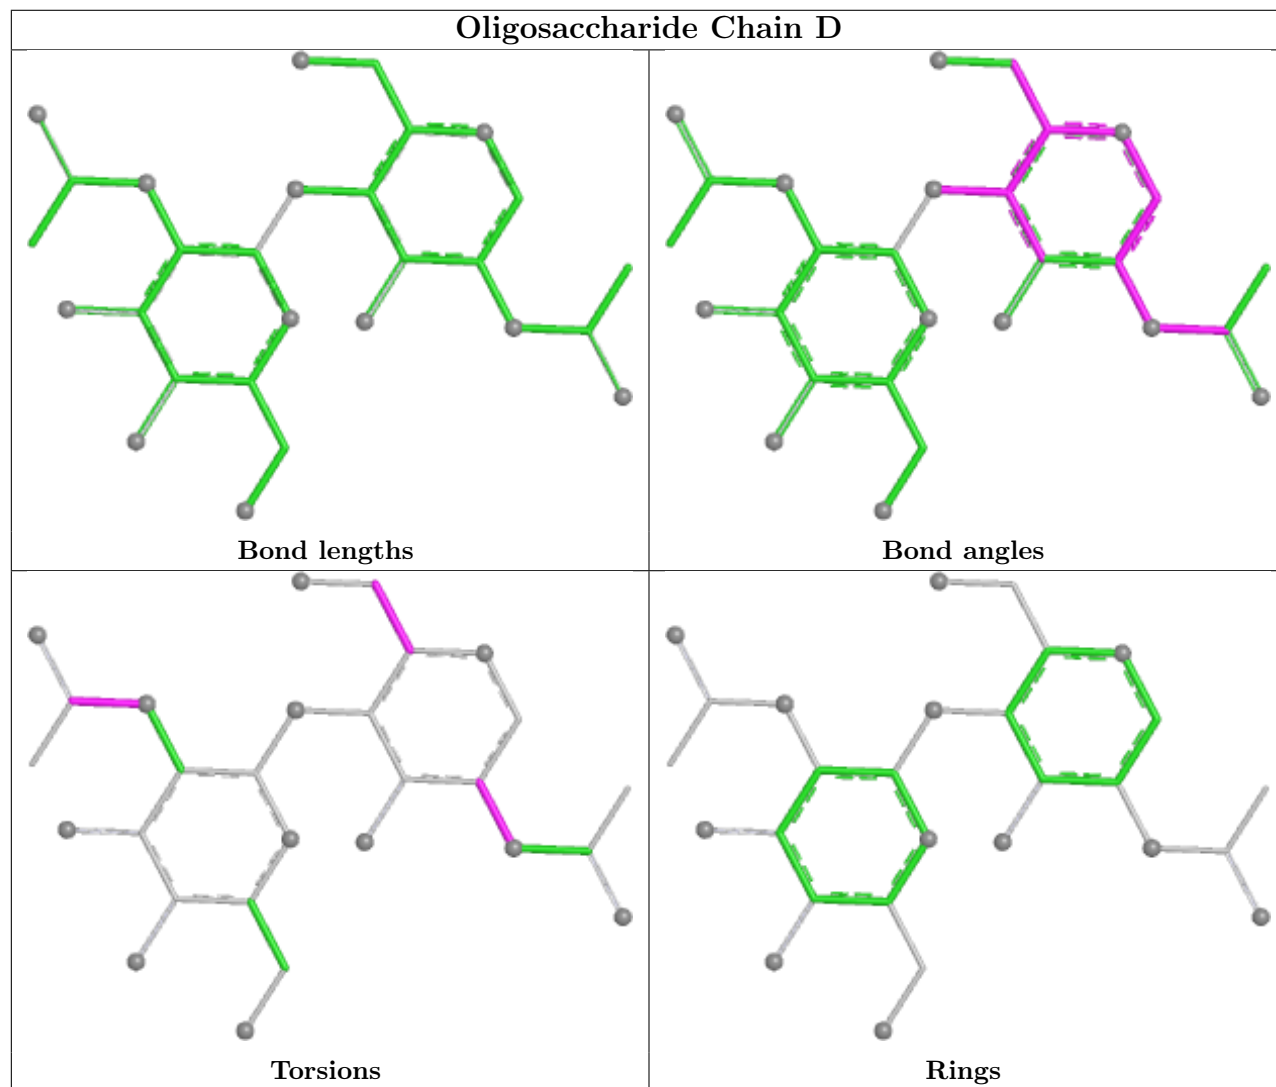 Oligosaccharide Chain D
Bond lengths
Bond angles
Torsions
Rings